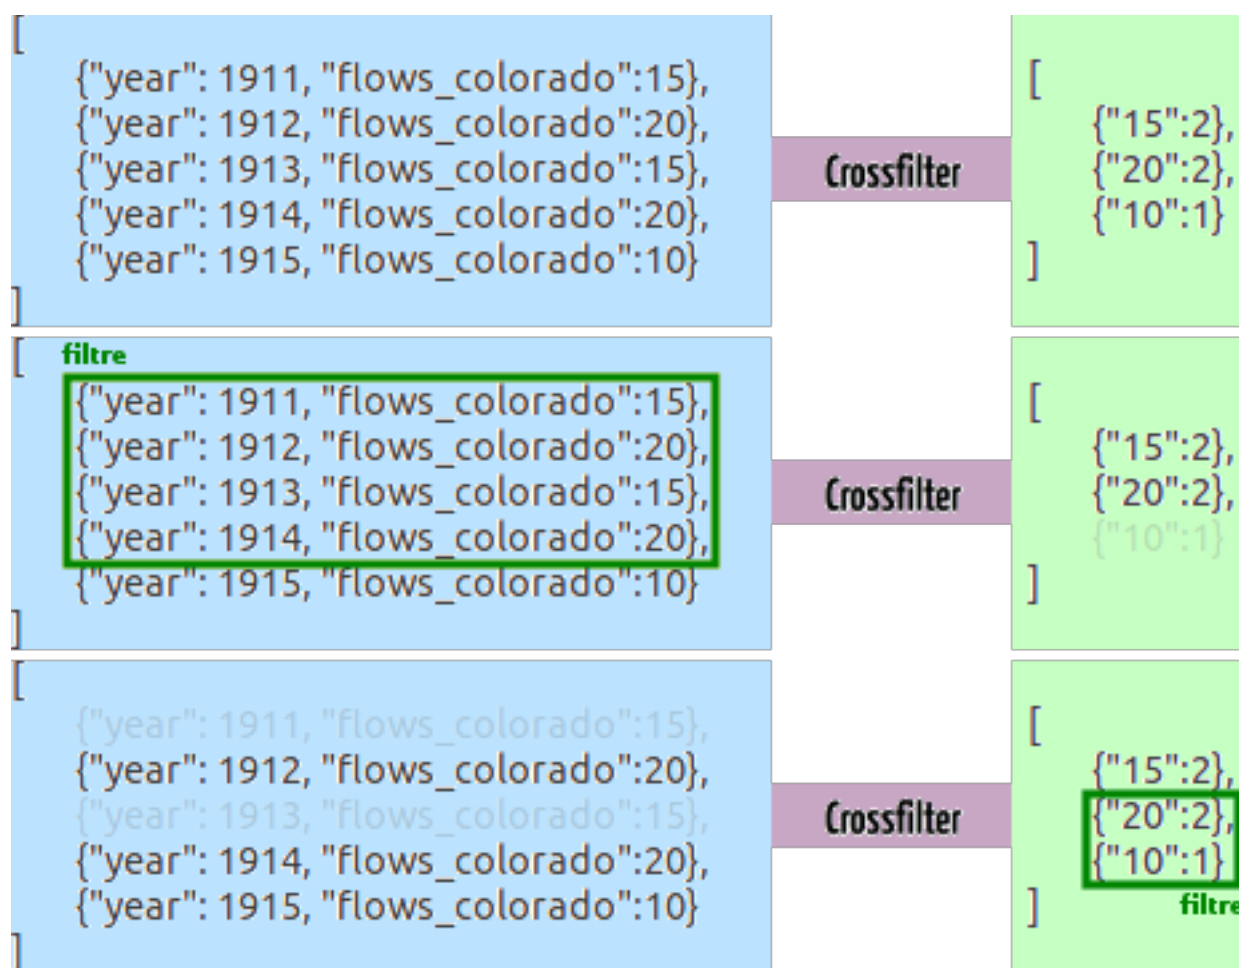 [
{"year": 1911, "flows_colorado":15},
{"year": 1912, "flows_colorado":20},
{"year": 1913, "flows_colorado":15},
{"year": 1914, "flows_colorado":20},
{"year": 1915, "flows_colorado":10}
]
Crossfilter
[
{"15":2},
{"20":2},
{"10":1}
]
[
filtre
{"year": 1911, "flows_colorado":15},
{"year": 1912, "flows_colorado":20},
{"year": 1913, "flows_colorado":15},
{"year": 1914, "flows_colorado":20},
{"year": 1915, "flows_colorado":10}
]
Crossfilter
[
{"15":2},
{"20":2},
{"10":1}
]
[
{"year": 1911, "flows_colorado":15},
{"year": 1912, "flows_colorado":20},
{"year": 1913, "flows_colorado":15},
{"year": 1914, "flows_colorado":20},
{"year": 1915, "flows_colorado":10}
]
Crossfilter
[
{"15":2},
{"20":2},
{"10":1}
]
filtre